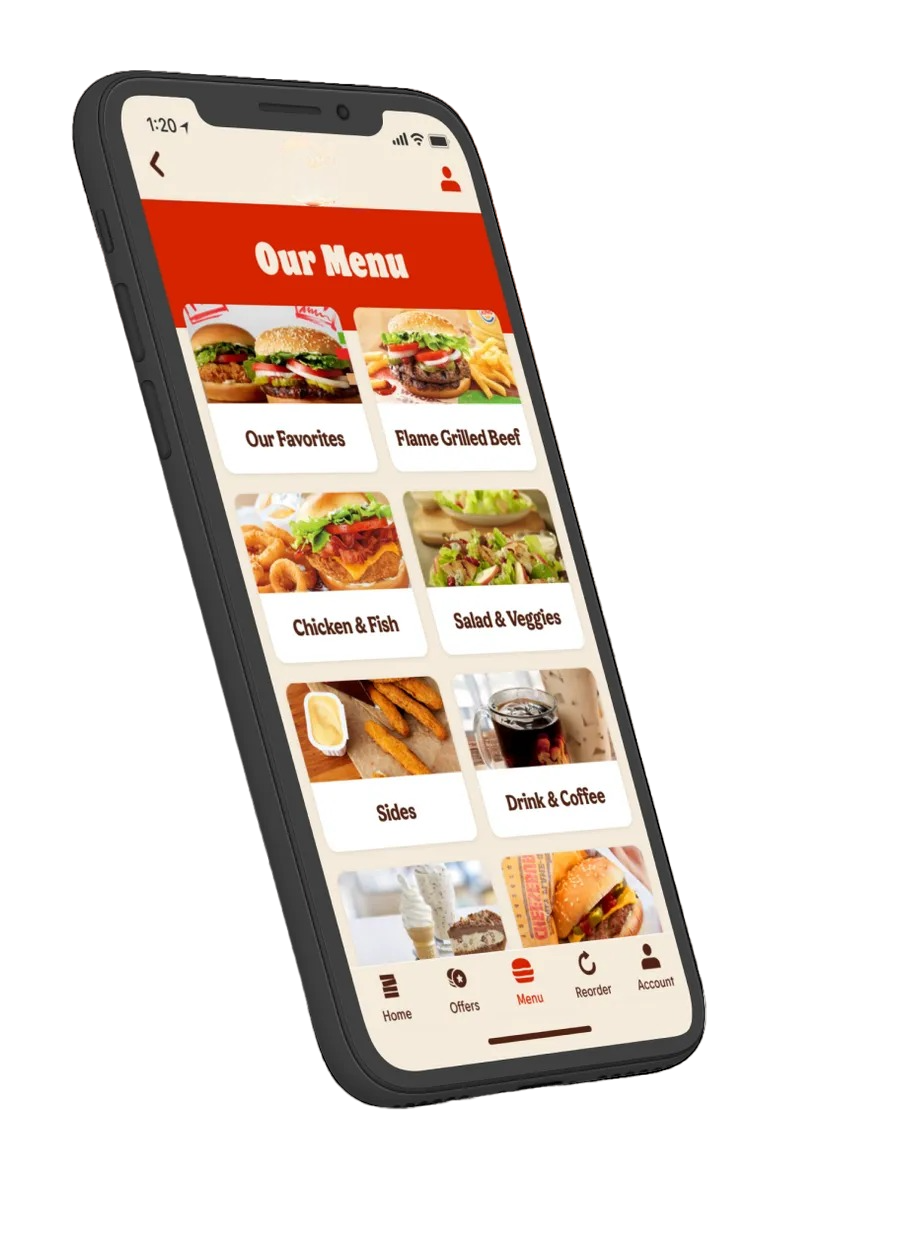 1:20
Our Menu
Our Favorites
Flame Grilled Beef
Chicken & Fish
Salad & Veggies
Sides
Drink & Coffee
Home
Offers
Menu
Reorder
Account